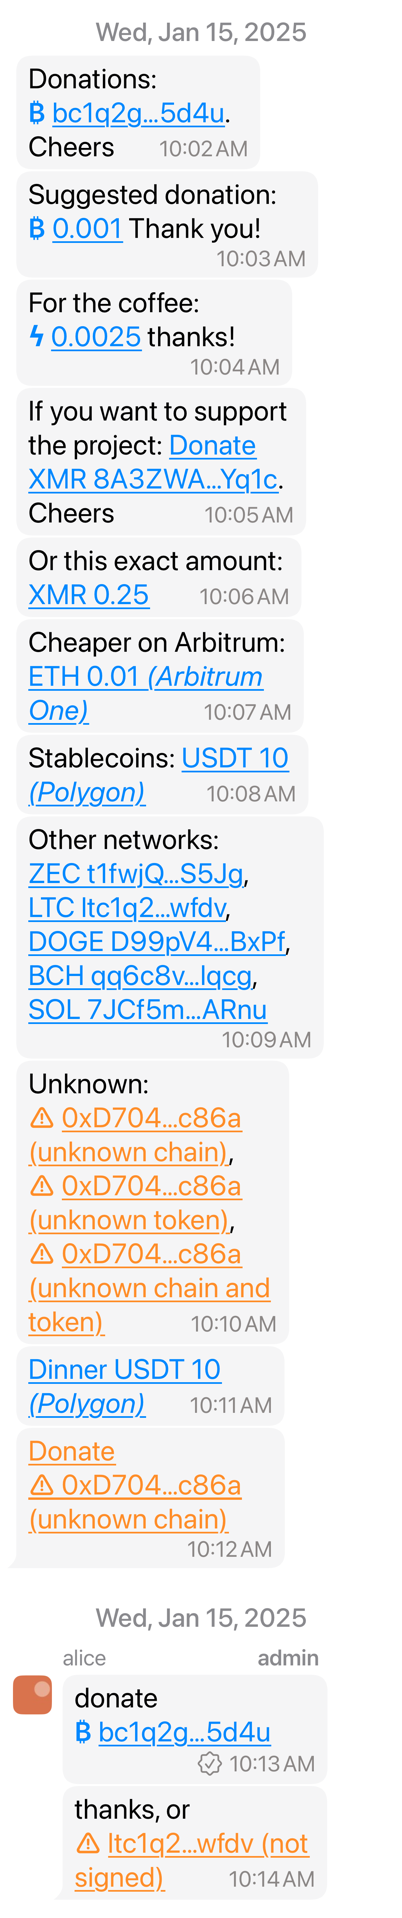 Wed, Jan 15, 2025
Donations:
₿ bc1q2g...5d4u.
Cheers 10:02 AM
Suggested donation:
₿ 0.001 Thank you!
10:03 AM
For the coffee:
0.0025 thanks!
10:04 AM
If you want to support
the project: Donate
XMR 8A3ZWA...Yq1c.
Cheers 10:05 AM
Or this exact amount:
XMR 0.25 10:06 AM
Cheaper on Arbitrum:
ETH 0.01 (Arbitrum
One) 10:07 AM
Stablecoins: USDT 10
(Polygon) 10:08 AM
Other networks:
ZEC t1fwjQ...S5Jg,
LTC ltc1q2...wfdv,
DOGE D99pV4...BxPf,
BCH qq6c8v...lqcg,
SOL 7JCf5m...ARnu
10:09 AM
Unknown:
0xD704...c86a
(unknown chain),
0xD704...c86a
(unknown token),
0xD704...c86a
(unknown chain and
token) 10:10 AM
Dinner USDT 10
(Polygon) 10:11 AM
Donate
0xD704...c86a
(unknown chain)
10:12 AM
Wed, Jan 15, 2025
alice admin
donate
₿ bc1q2g...5d4u
10:13 AM
thanks, or
ltc1q2...wfdv (not
signed) 10:14 AM